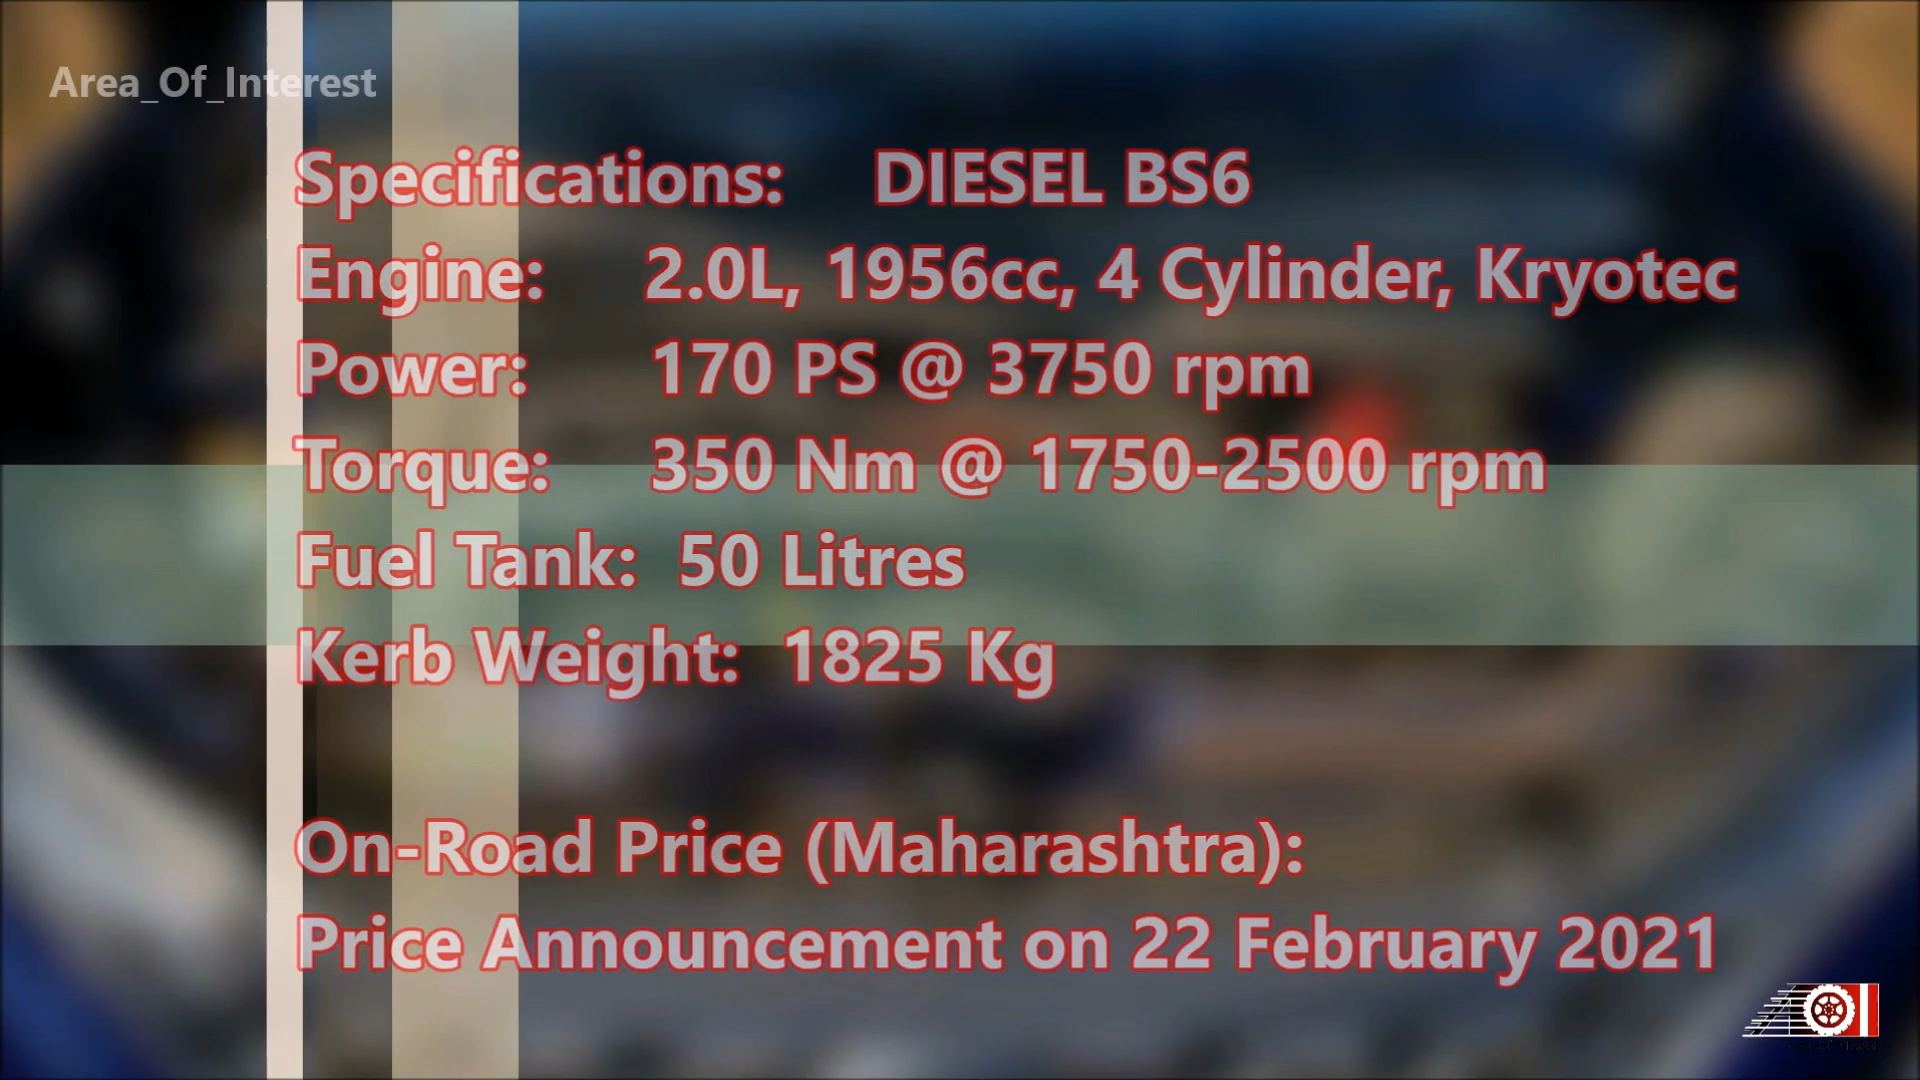 Area_Of_Interest
Specifications: DIESEL BS6
Engine: 2.0L, 1956cc, 4 Cylinder, Kryotec
Power: 170 PS @ 3750 rpm
Torque: 350 Nm @ 1750-2500 rpm
Fuel Tank: 50 Litres
Kerb Weight: 1825 Kg
On-Road Price (Maharashtra):
Price Announcement on 22 February 2021